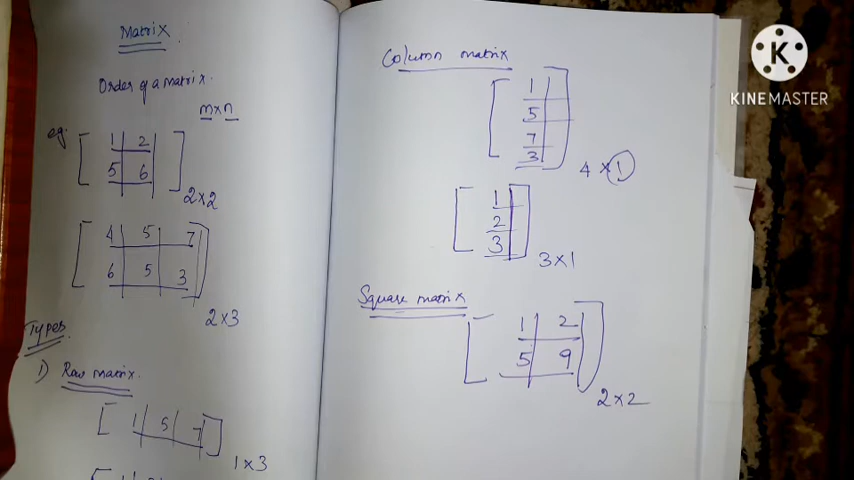 Matrix
Order of a matrix.
m×n
eg.
1 2
5 6
2×2
4 5 7
6 5 3
2×3
Types
1) Raw matrix.
1 5 7
1×3
Column matrix
1
5
7
3
4×1
1
2
3
3×1
Square matrix
1 2
5 9
2×2
K
KINEMASTER